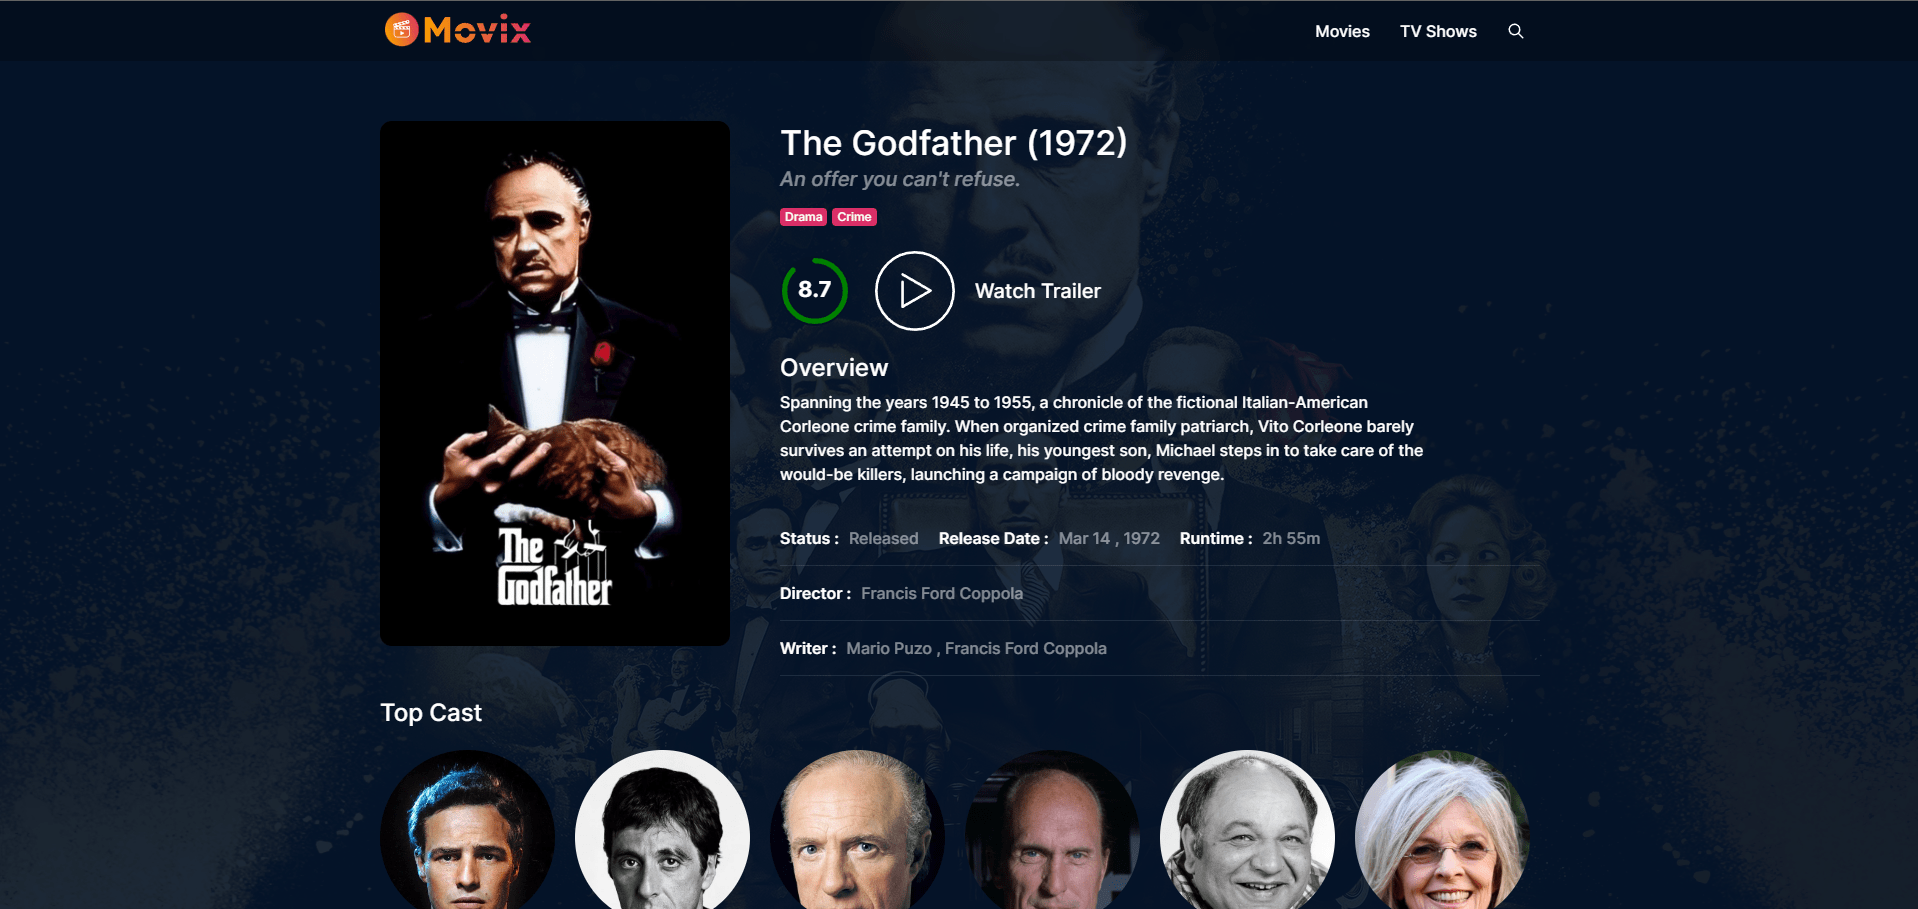 Movix
Movies
TV Shows
The Godfather
The Godfather (1972)
An offer you can't refuse.
Drama
Crime
8.7
Watch Trailer
Overview
Spanning the years 1945 to 1955, a chronicle of the fictional Italian-American
Corleone crime family. When organized crime family patriarch, Vito Corleone barely
survives an attempt on his life, his youngest son, Michael steps in to take care of the
would-be killers, launching a campaign of bloody revenge.
Status : Released Release Date : Mar 14 , 1972 Runtime : 2h 55m
Director : Francis Ford Coppola
Writer : Mario Puzo , Francis Ford Coppola
Top Cast